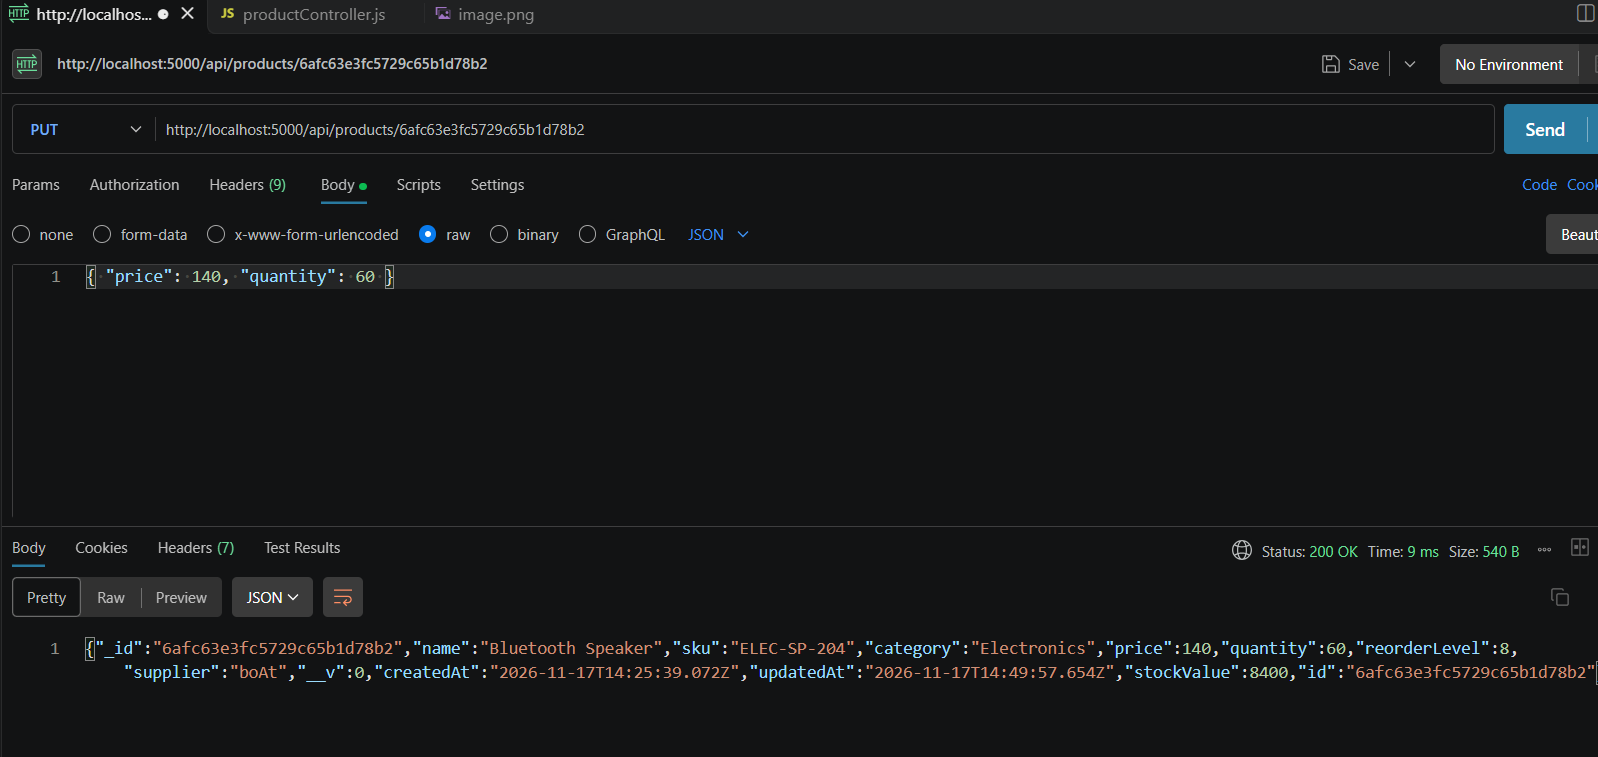 HTTP http://localhos... JS productController.js image.png
HTTP http://localhost:5000/api/products/6afc63e3fc5729c65b1d78b2 Save No Environment
PUT http://localhost:5000/api/products/6afc63e3fc5729c65b1d78b2 Send
Params Authorization Headers (9) Body Scripts Settings Code Cook
none form-data x-www-form-urlencoded raw binary GraphQL JSON Beaut
1 { "price": 140, "quantity": 60 }
Body Cookies Headers (7) Test Results Status: 200 OK Time: 9 ms Size: 540 B
Pretty Raw Preview JSON
1 {"_id":"6afc63e3fc5729c65b1d78b2","name":"Bluetooth Speaker","sku":"ELEC-SP-204","category":"Electronics","price":140,"quantity":60,"reorderLevel":8,
"supplier":"boAt","__v":0,"createdAt":"2026-11-17T14:25:39.072Z","updatedAt":"2026-11-17T14:49:57.654Z","stockValue":8400,"id":"6afc63e3fc5729c65b1d78b2"